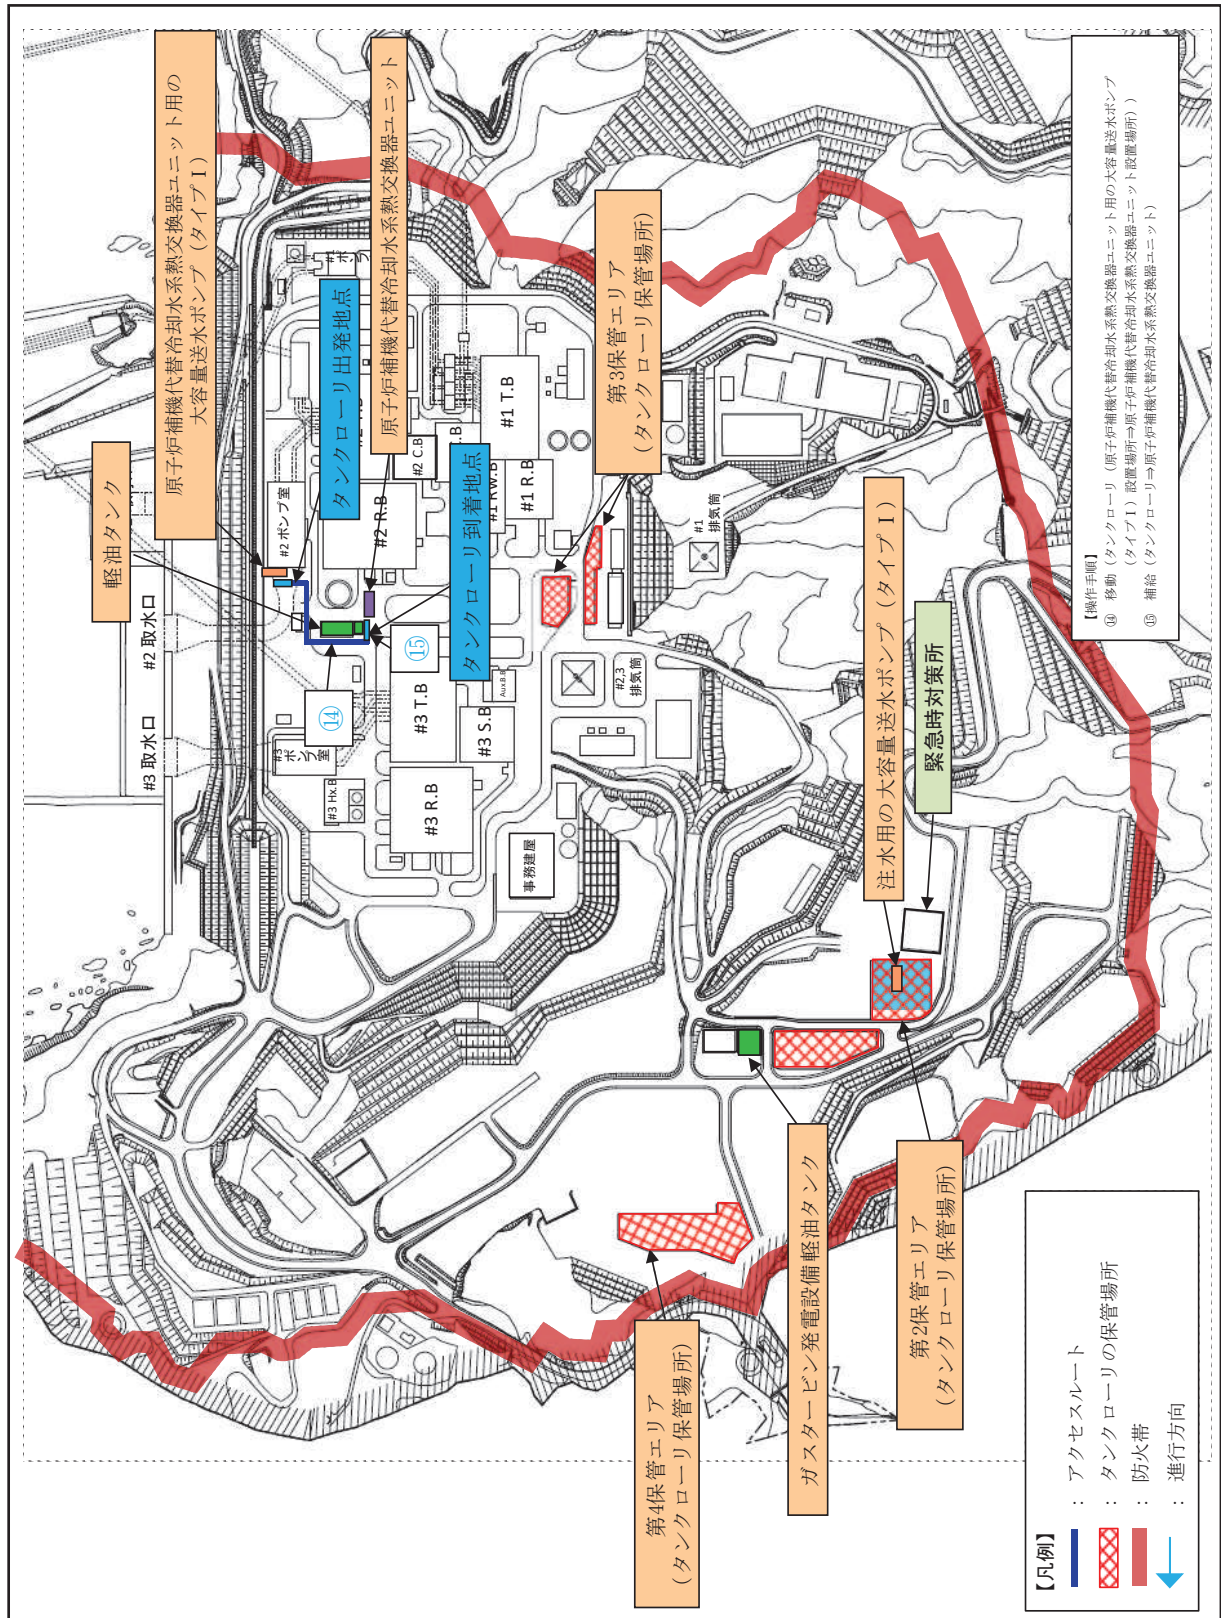 原子炉補機代替冷却水系熱交換器ユニット用の
大容量送水ポンプ（タイプⅠ）
軽油タンク
タンクローリ出発地点
原子炉補機代替冷却水系熱交換器ユニット
タンクローリ到着地点
第3保管エリア
（タンクローリ保管場所）
#3 取水口
#2 取水口
#2 ポンプ室
#3
ポンプ室
#1
ポンプ
#3 Hx.B
#3 R.B
#3 T.B
#3 S.B
Aux.B.B
#2 R.B
#2 C.B
#1 T.B
#1 R.B
#1 Rw.B
⑭
⑮
事務建屋
#2,3
排気筒
#1
排気筒
注水用の大容量送水ポンプ（タイプⅠ）
緊急時対策所
第4保管エリア
（タンクローリ保管場所）
ガスタービン発電設備軽油タンク
第2保管エリア
（タンクローリ保管場所）
【凡例】
：アクセスルート
：タンクローリの保管場所
：防火帯
：進行方向
【操作手順】
⑭ 移動（タンクローリ（原子炉補機代替冷却水系熱交換器ユニット用の大容量送水ポンプ
（タイプⅠ）設置場所⇒原子炉補機代替冷却水系熱交換器ユニット設置場所））
⑮ 補給（タンクローリ⇒原子炉補機代替冷却水系熱交換器ユニット）